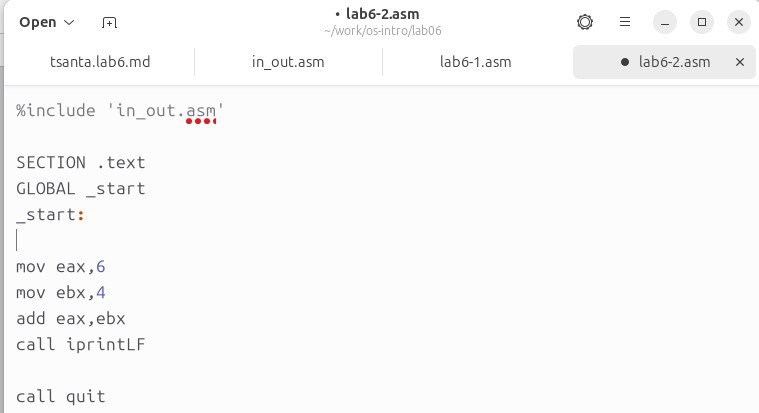 Open
• lab6-2.asm
~/work/os-intro/lab06
tsanta.lab6.md
in_out.asm
lab6-1.asm
● lab6-2.asm
%include 'in_out.asm'
SECTION .text
GLOBAL _start
_start:
mov eax,6
mov ebx,4
add eax,ebx
call iprintLF
call quit